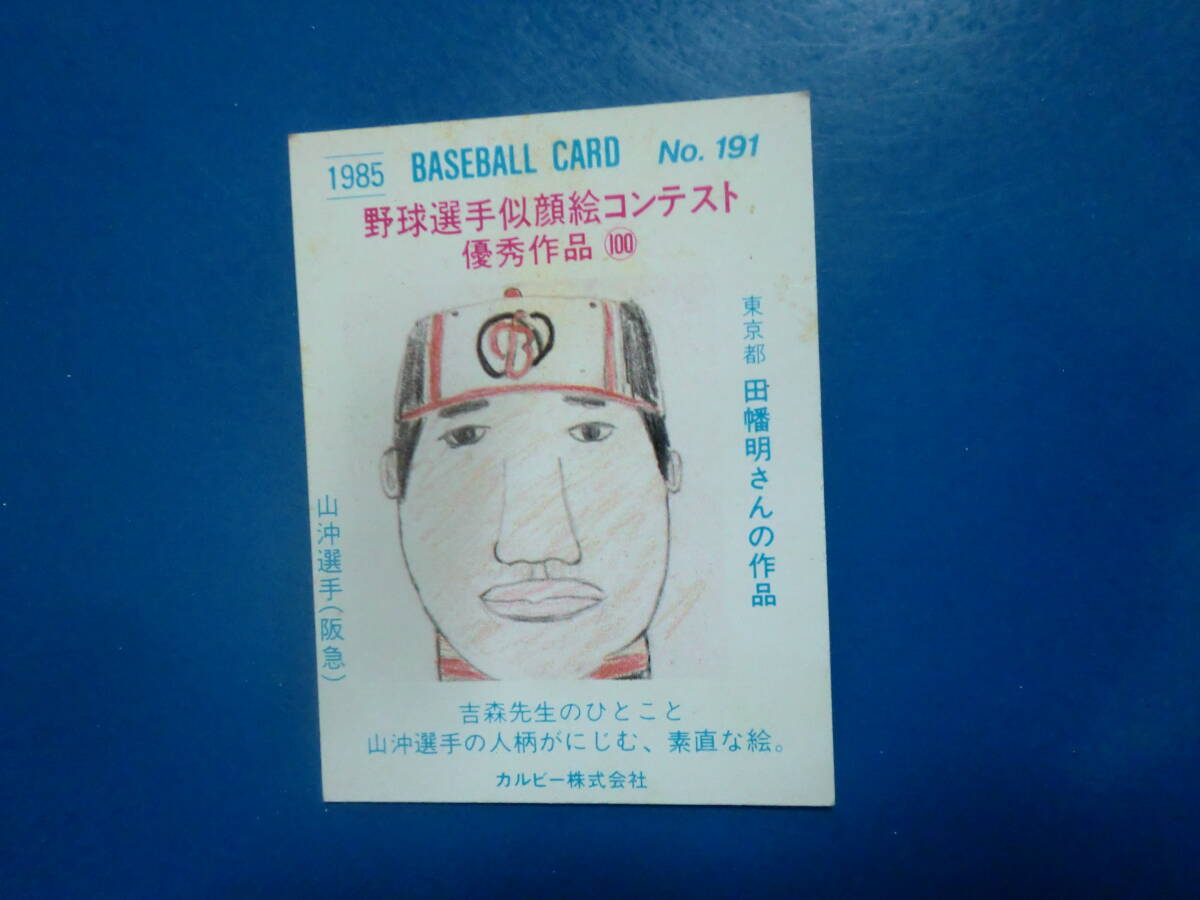 1985 BASEBALL CARD No. 191
野球選手似顔絵コンテスト
優秀作品 100
東京都 田幡明さんの作品
山沖選手(阪急)
吉森先生のひとこと
山沖選手の人柄がにじむ、素直な絵。
カルビー株式会社